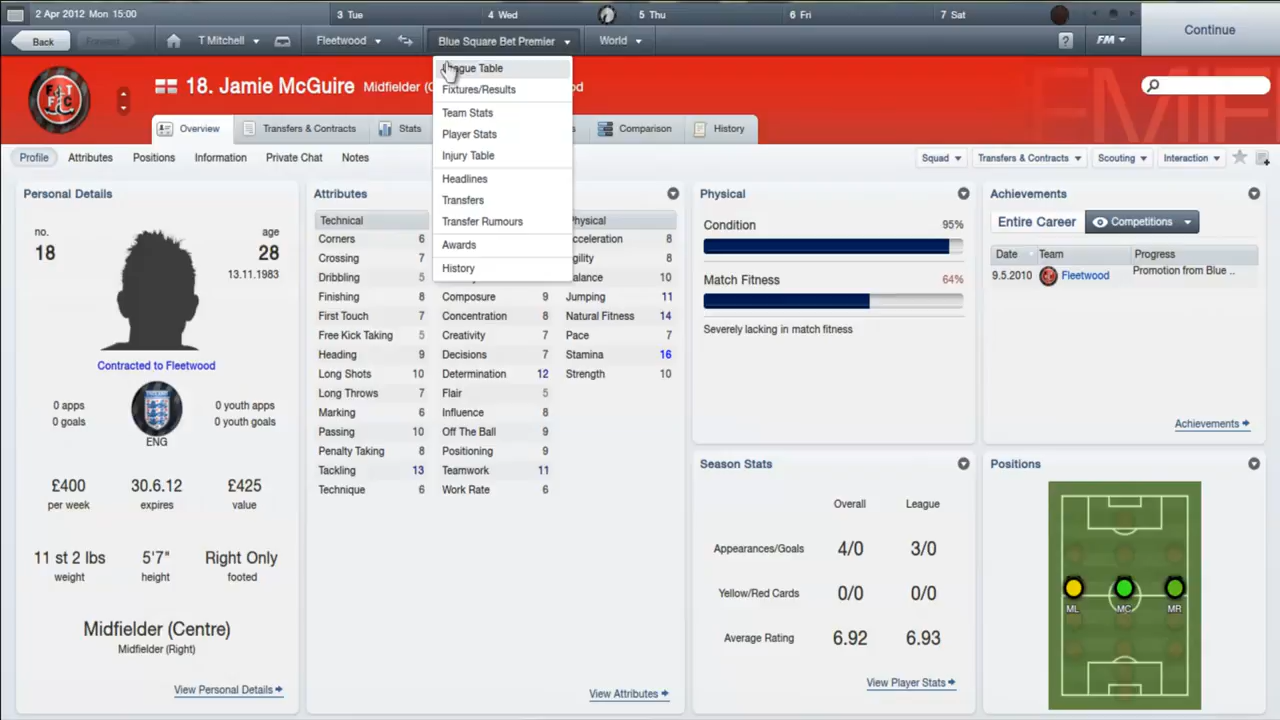 2 Apr 2012 Mon 15:00
3 Tue
4 Wed
5 Thu
6 Fri
7 Sat
Continue
Back
Forward
T Mitchell
Fleetwood
Blue Square Bet Premier
World
?
FM
League Table
Fixtures/Results
Team Stats
Player Stats
Injury Table
Headlines
Transfers
Transfer Rumours
Awards
History
18. Jamie McGuire
Midfielder (
Overview
Transfers & Contracts
Stats
Comparison
History
Profile
Attributes
Positions
Information
Private Chat
Notes
Squad
Transfers & Contracts
Scouting
Interaction
Personal Details
no.
18
age
28
13.11.1983
Contracted to Fleetwood
0 apps
0 goals
ENG
0 youth apps
0 youth goals
£400
per week
30.6.12
expires
£425
value
11 st 2 lbs
weight
5'7"
height
Right Only
footed
Midfielder (Centre)
Midfielder (Right)
View Personal Details
Attributes
Technical
Corners 6
Crossing 7
Dribbling 5
Finishing 8
First Touch 7
Free Kick Taking 5
Heading 9
Long Shots 10
Long Throws 7
Marking 6
Passing 10
Penalty Taking 8
Tackling 13
Technique 6
Composure 9
Concentration 8
Creativity 7
Decisions 7
Determination 12
Flair 5
Influence 8
Off The Ball 9
Positioning 9
Teamwork 11
Work Rate 6
Physical
cceleration 8
gility 8
alance 10
Jumping 11
Natural Fitness 14
Pace 7
Stamina 16
Strength 10
View Attributes
Physical
Condition 95%
Match Fitness 64%
Severely lacking in match fitness
Season Stats
Overall League
Appearances/Goals 4/0 3/0
Yellow/Red Cards 0/0 0/0
Average Rating 6.92 6.93
View Player Stats
Achievements
Entire Career
Competitions
Date Team Progress
9.5.2010 Fleetwood Promotion from Blue ..
Achievements
Positions
ML
MC
MR